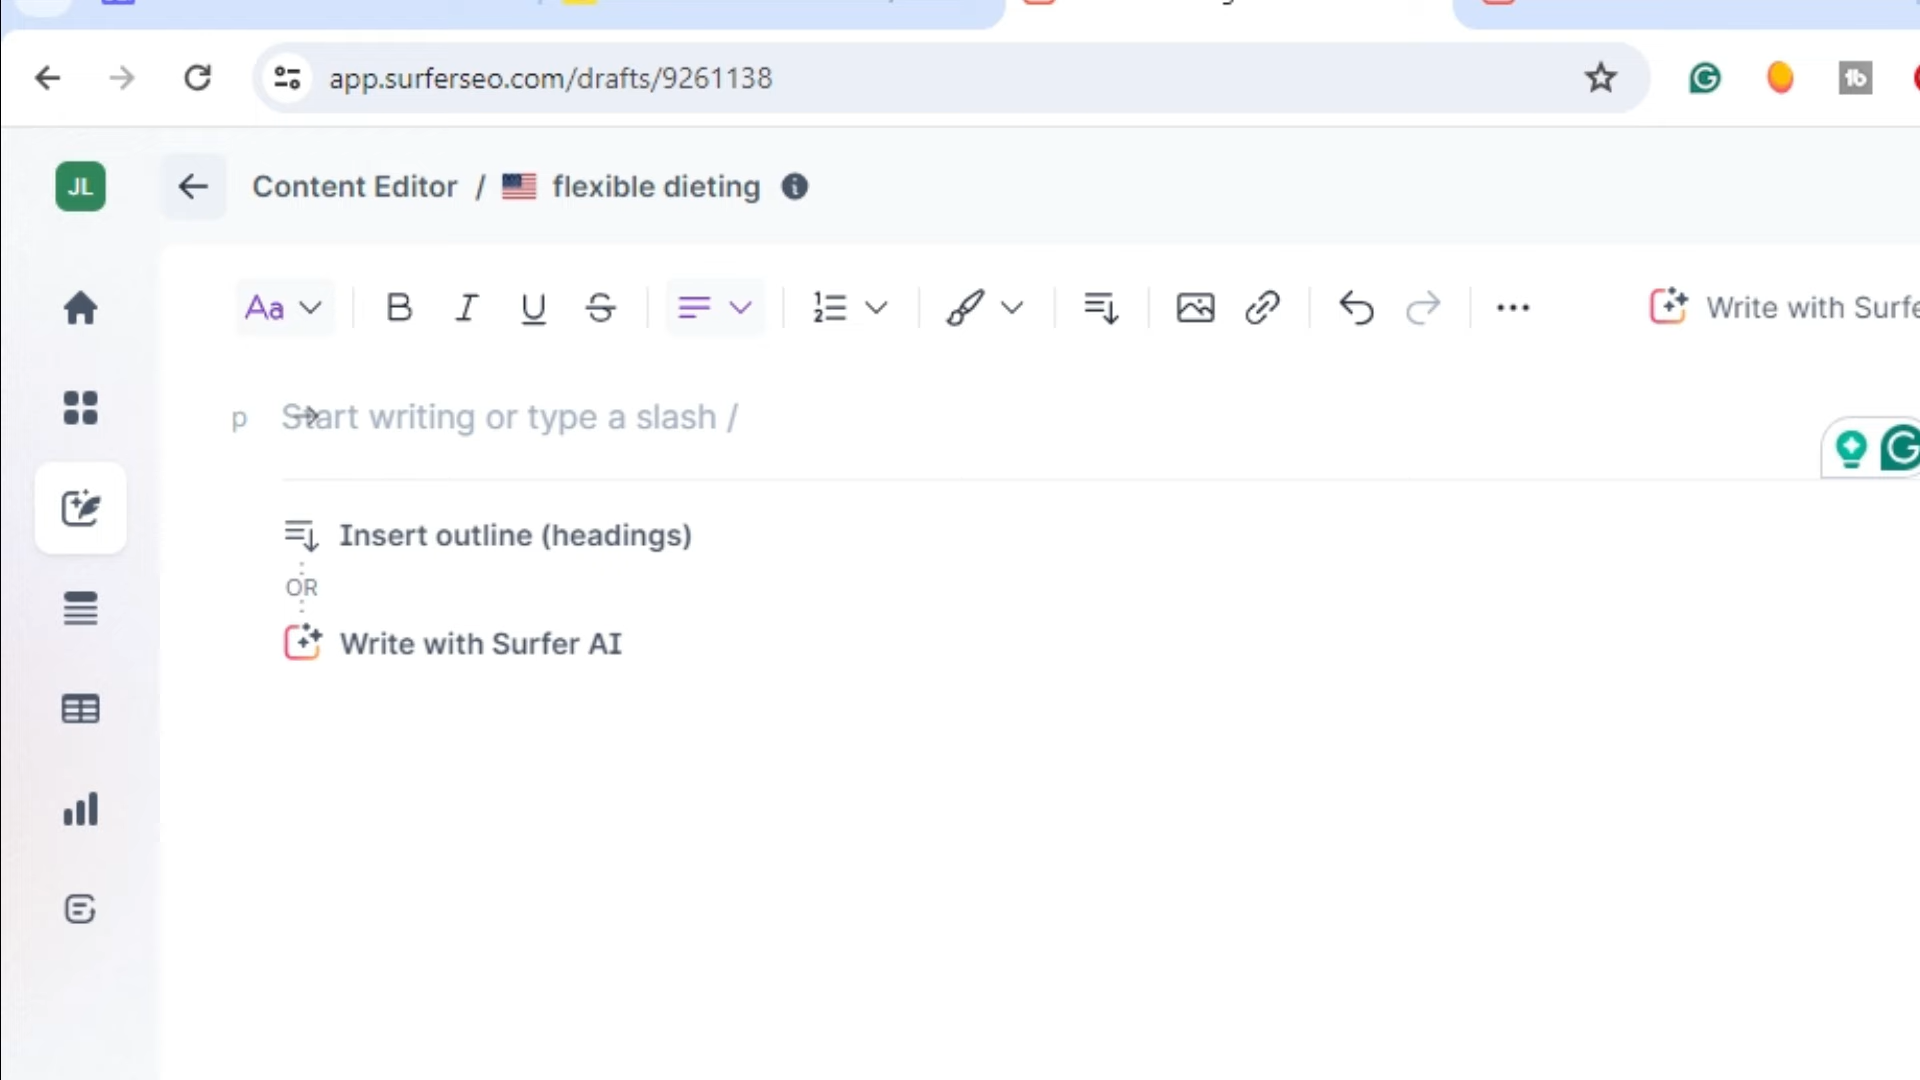 app.surferseo.com/drafts/9261138
JL
Content Editor / flexible dieting
Aa B I U S
Write with Surfe
p Start writing or type a slash /
Insert outline (headings)
OR
Write with Surfer AI